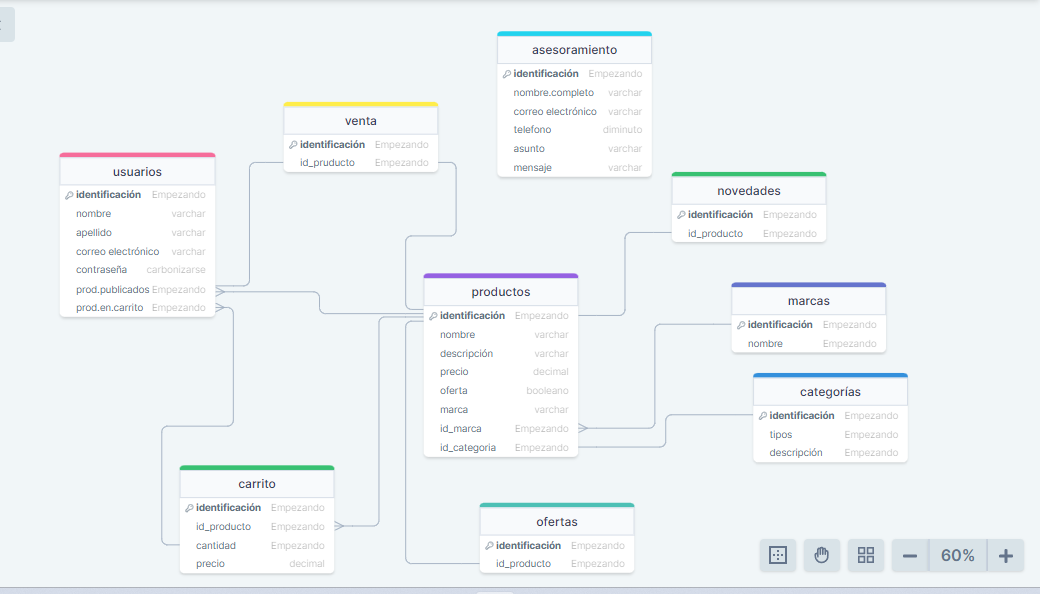 asesoramiento
identificación Empezando
nombre.completo varchar
correo electrónico varchar
telefono diminuto
asunto varchar
mensaje varchar
venta
identificación Empezando
id_pruducto Empezando
usuarios
identificación Empezando
nombre varchar
apellido varchar
correo electrónico varchar
contraseña carbonizarse
prod.publicados Empezando
prod.en.carrito Empezando
novedades
identificación Empezando
id_producto Empezando
productos
identificación Empezando
nombre varchar
descripción varchar
precio decimal
oferta booleano
marca varchar
id_marca Empezando
id_categoria Empezando
marcas
identificación Empezando
nombre Empezando
categorías
identificación Empezando
tipos Empezando
descripción Empezando
carrito
identificación Empezando
id_producto Empezando
cantidad Empezando
precio decimal
ofertas
identificación Empezando
id_producto Empezando
60%